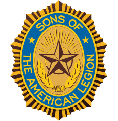 SONS OF
THE AMERICAN LEGION